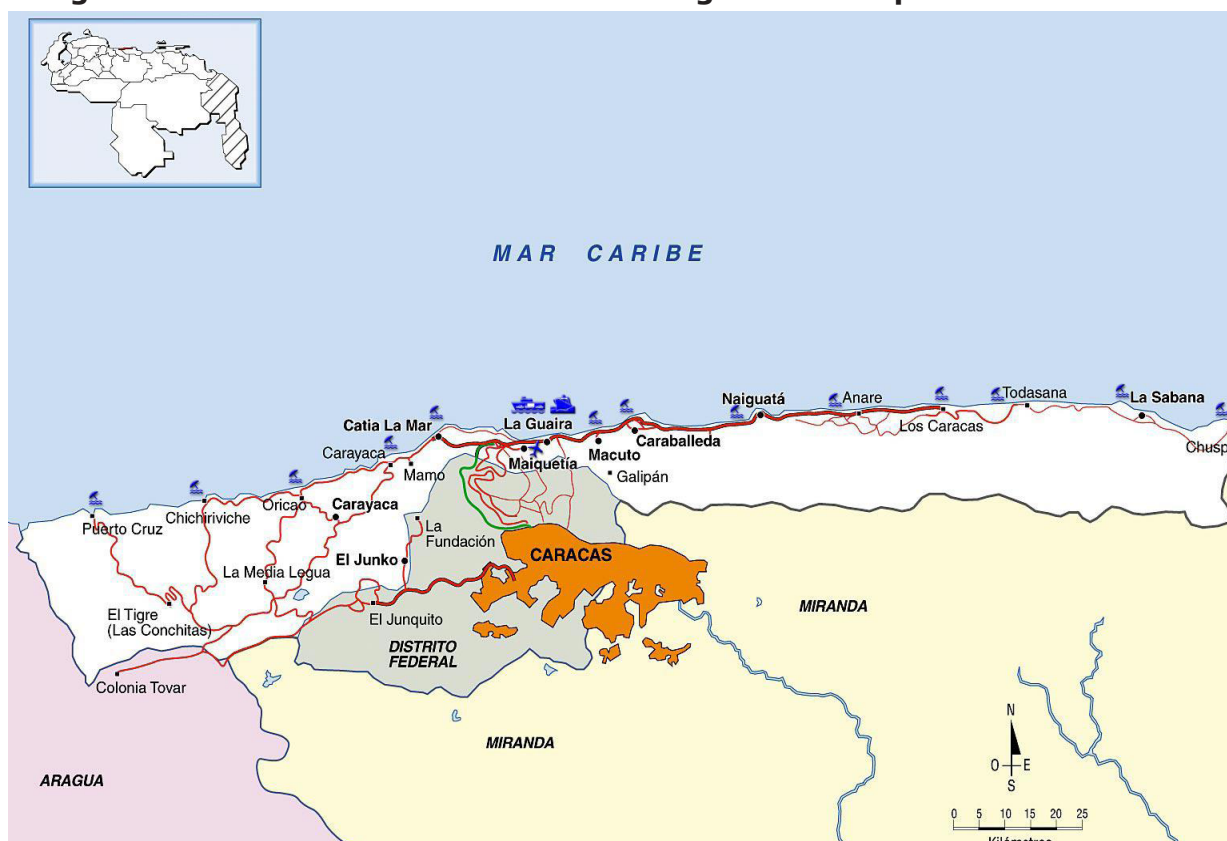 MAR CARIBE
Naiguatá
Anare
Todasana
La Sabana
Los Caracas
Chusp
Catia La Mar
La Guaira
Caraballeda
Macuto
Maiquetía
Galipán
Carayaca
Mamo
Oricao
Carayaca
Chichiriviche
Puerto Cruz
La
Fundación
El Junko
CARACAS
La Media Legua
El Tigre
(Las Conchitas)
El Junquito
MIRANDA
DISTRITO
FEDERAL
Colonia Tovar
MIRANDA
ARAGUA
N
O E
S
0 5 10 15 20 25